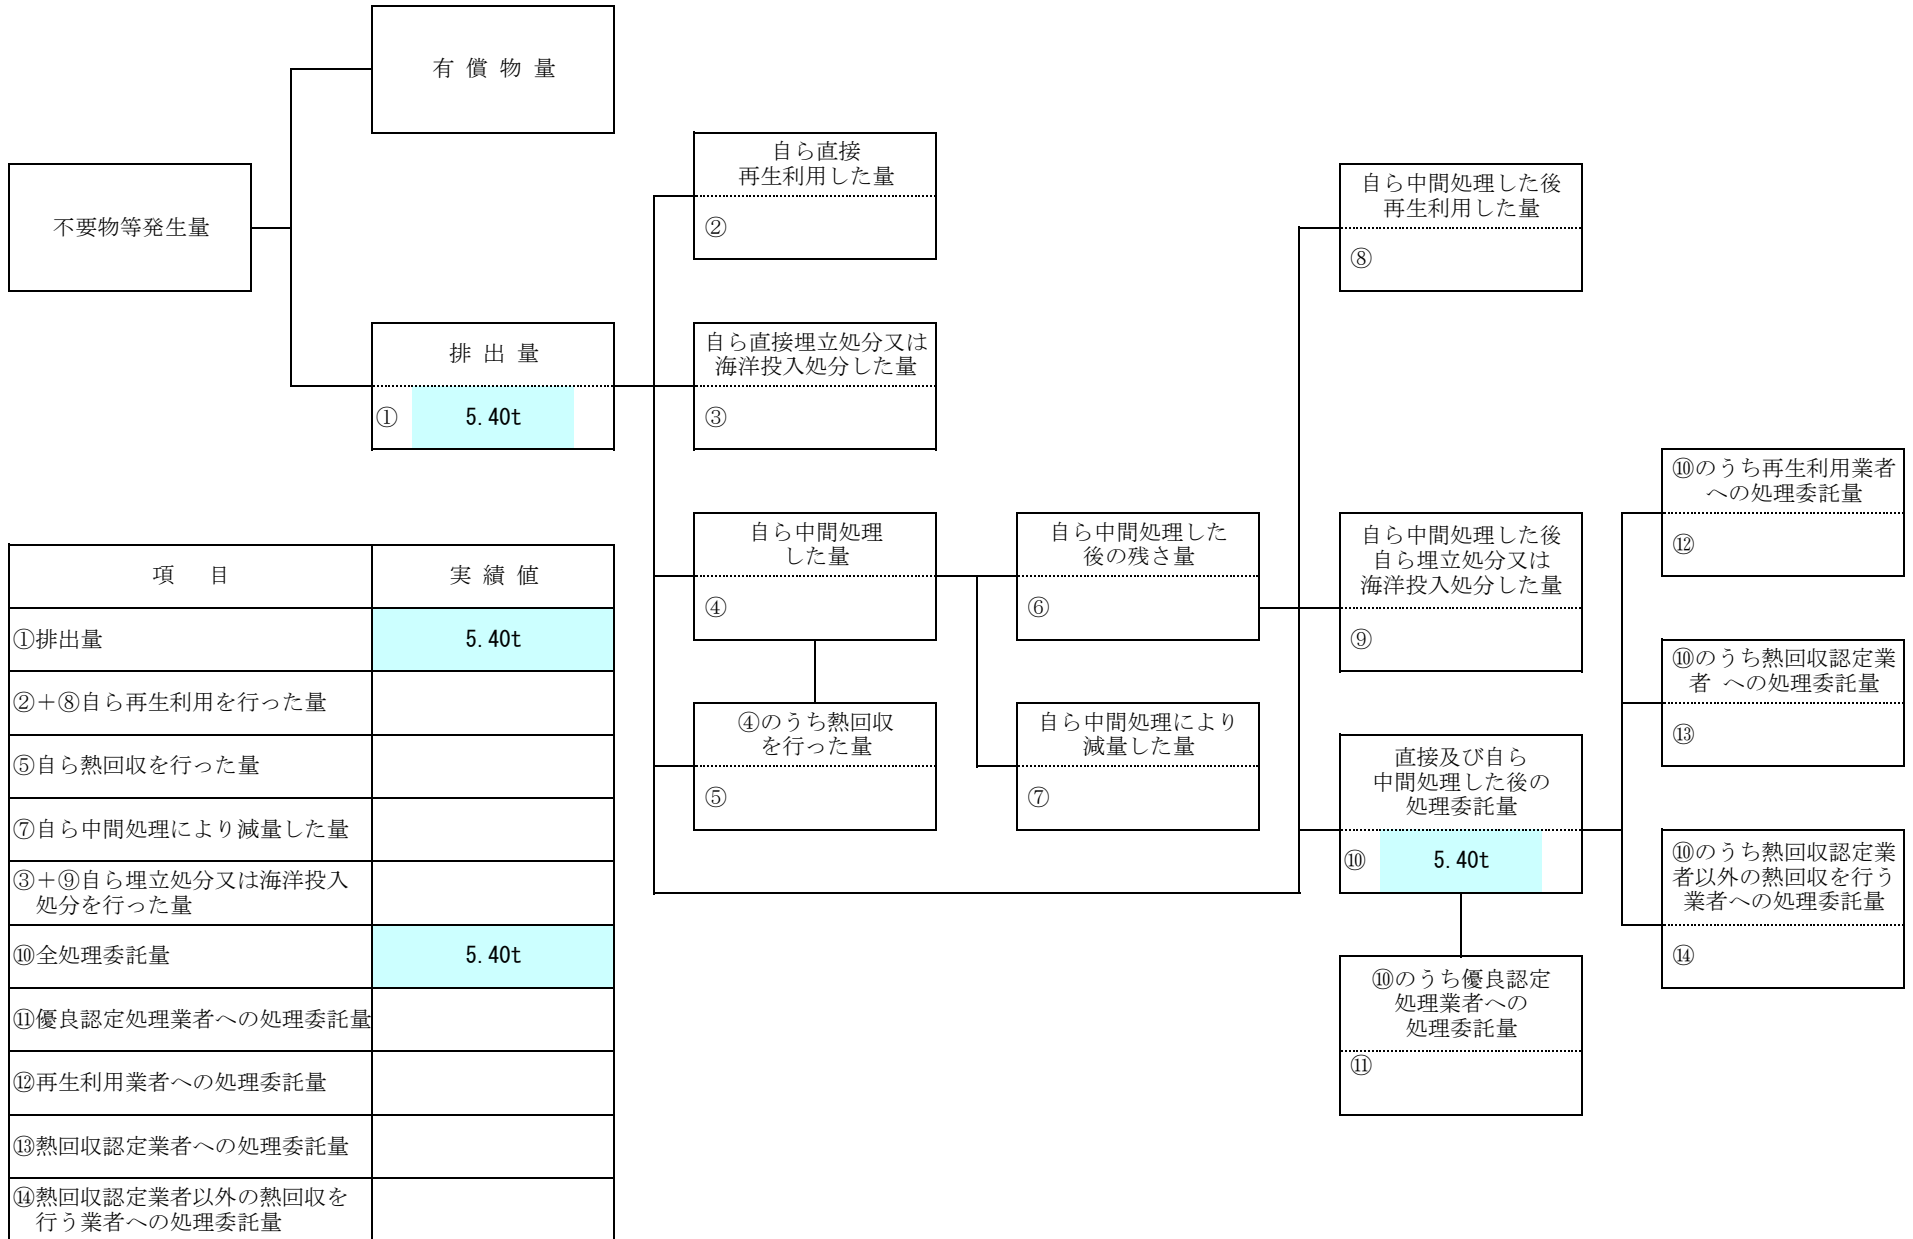 有 償 物 量
不要物等発生量
排 出 量
① 5.40t
自ら直接
再生利用した量
②
自ら直接埋立処分又は
海洋投入処分した量
③
自ら中間処理
した量
④
④のうち熱回収
を行った量
⑤
自ら中間処理した
後の残さ量
⑥
自ら中間処理により
減量した量
⑦
自ら中間処理した後
再生利用した量
⑧
自ら中間処理した後
自ら埋立処分又は
海洋投入処分した量
⑨
直接及び自ら
中間処理した後の
処理委託量
⑩ 5.40t
⑩のうち優良認定
処理業者への
処理委託量
⑪
⑩のうち再生利用業者
への処理委託量
⑫
⑩のうち熱回収認定業
者 への処理委託量
⑬
⑩のうち熱回収認定業
者以外の熱回収を行う
業者への処理委託量
⑭
項 目 実 績 値
①排出量 5.40t
②＋⑧自ら再生利用を行った量
⑤自ら熱回収を行った量
⑦自ら中間処理により減量した量
③＋⑨自ら埋立処分又は海洋投入
処分を行った量
⑩全処理委託量 5.40t
⑪優良認定処理業者への処理委託量
⑫再生利用業者への処理委託量
⑬熱回収認定業者への処理委託量
⑭熱回収認定業者以外の熱回収を
行う業者への処理委託量